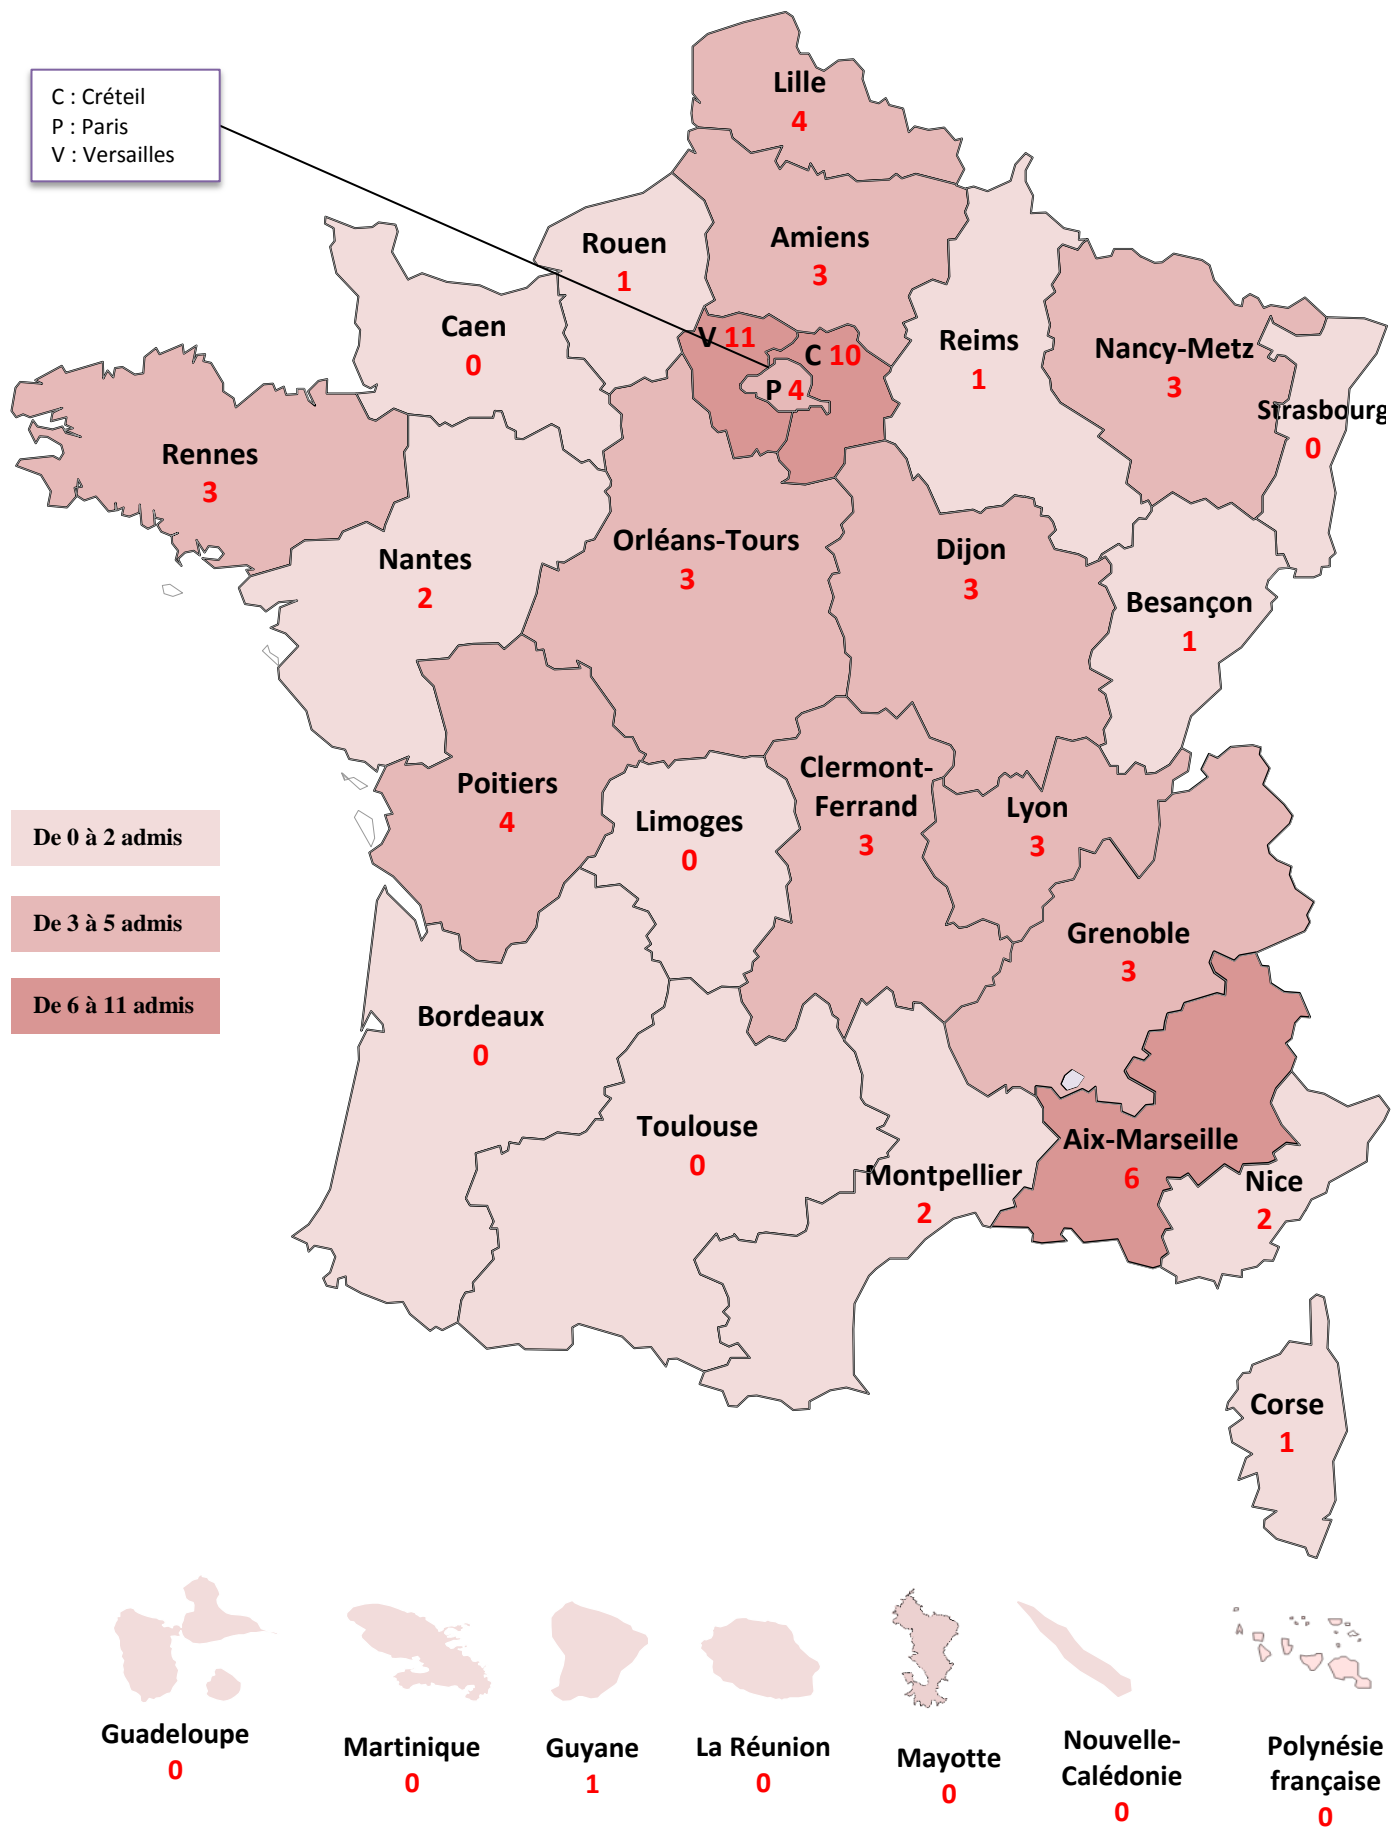 C : Créteil
P : Paris
V : Versailles
Lille
4
Rouen
1
Amiens
3
Caen
0
V 11
C 10
P 4
Reims
1
Nancy-Metz
3
Strasbourg
0
Rennes
3
Nantes
2
Orléans-Tours
3
Dijon
3
Besançon
1
Poitiers
4
Limoges
0
Clermont-
Ferrand
3
Lyon
3
De 0 à 2 admis
De 3 à 5 admis
De 6 à 11 admis
Grenoble
3
Bordeaux
0
Toulouse
0
Montpellier
2
Aix-Marseille
6
Nice
2
Corse
1
Guadeloupe
0
Martinique
0
Guyane
1
La Réunion
0
Mayotte
0
Nouvelle-
Calédonie
0
Polynésie
française
0